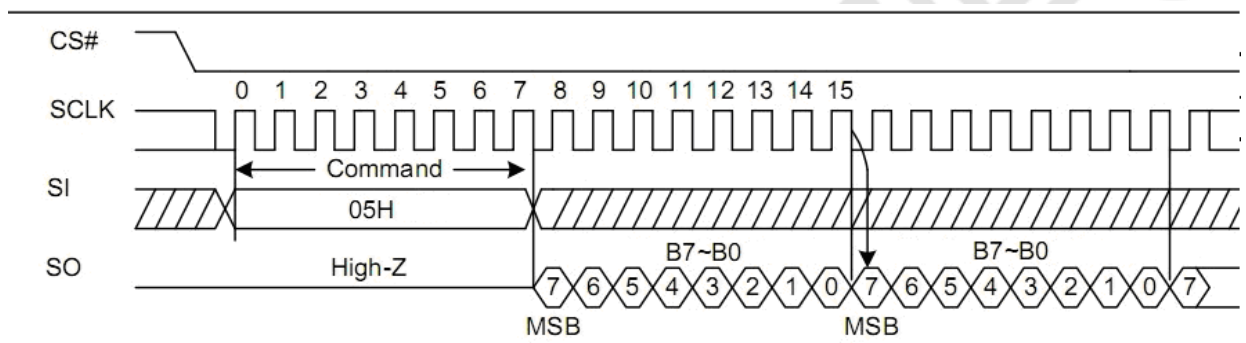 CS#
SCLK 0 1 2 3 4 5 6 7 8 9 10 11 12 13 14 15
Command
SI
05H
B7~B0 B7~B0
SO High-Z
7 6 5 4 3 2 1 0 7 6 5 4 3 2 1 0 7
MSB MSB